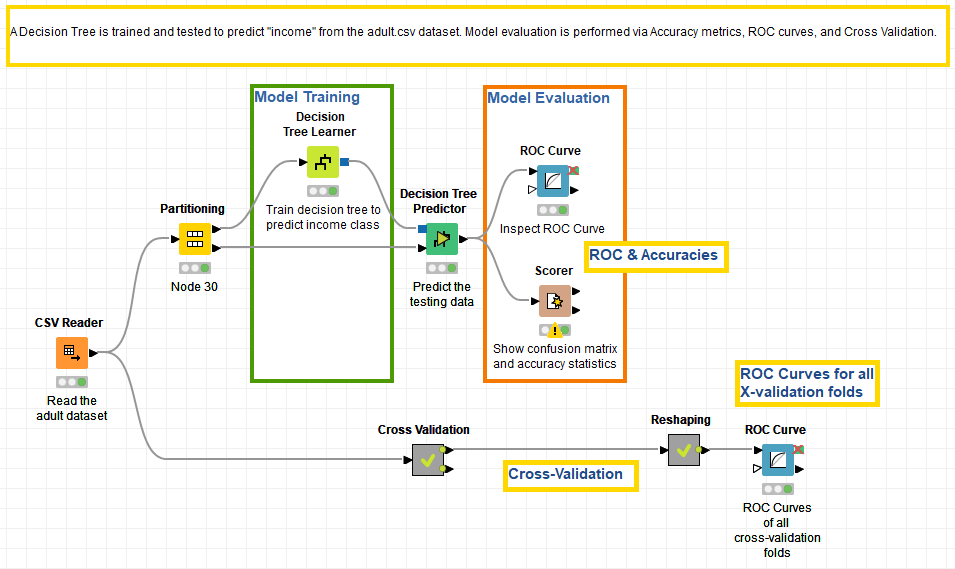 A Decision Tree is trained and tested to predict "income" from the adult.csv dataset. Model evaluation is performed via Accuracy metrics, ROC curves, and Cross Validation.
Model Training
Decision
Tree Learner
Train decision tree to
predict income class
Model Evaluation
ROC Curve
Inspect ROC Curve
Partitioning
Node 30
Decision Tree
Predictor
Predict the
testing data
ROC & Accuracies
Scorer
Show confusion matrix
and accuracy statistics
CSV Reader
Read the
adult dataset
ROC Curves for all
X-validation folds
Cross Validation
Cross-Validation
Reshaping
ROC Curve
ROC Curves
of all
cross-validation
folds